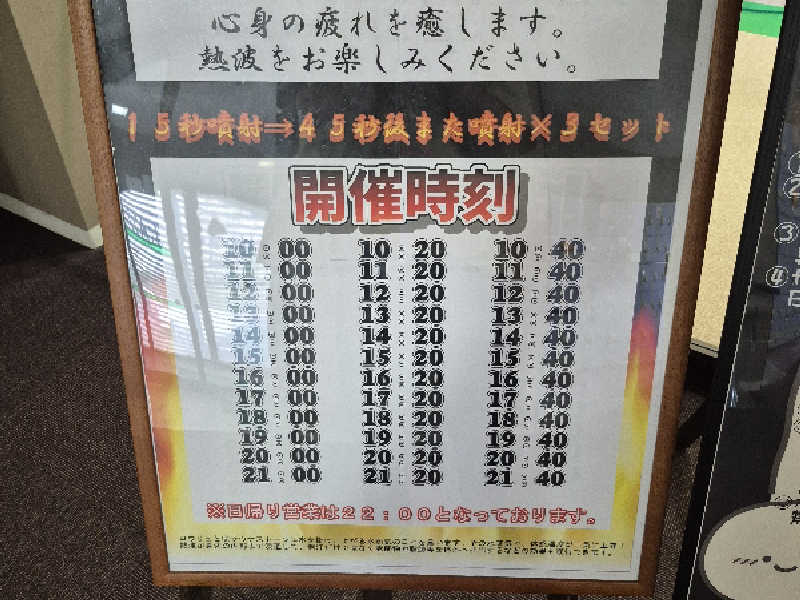 心身の疲れを癒します。
熱波をお楽しみください。
15秒噴射⇒45秒後また噴射×3セット
開催時刻
10:00 10:20 10:40
11:00 11:20 11:40
12:00 12:20 12:40
13:00 13:20 13:40
14:00 14:20 14:40
15:00 15:20 15:40
16:00 16:20 16:40
17:00 17:20 17:40
18:00 18:20 18:40
19:00 19:20 19:40
20:00 20:20 20:40
21:00 21:20 21:40
※日帰り営業は22:00となっております。
①
②
③
④